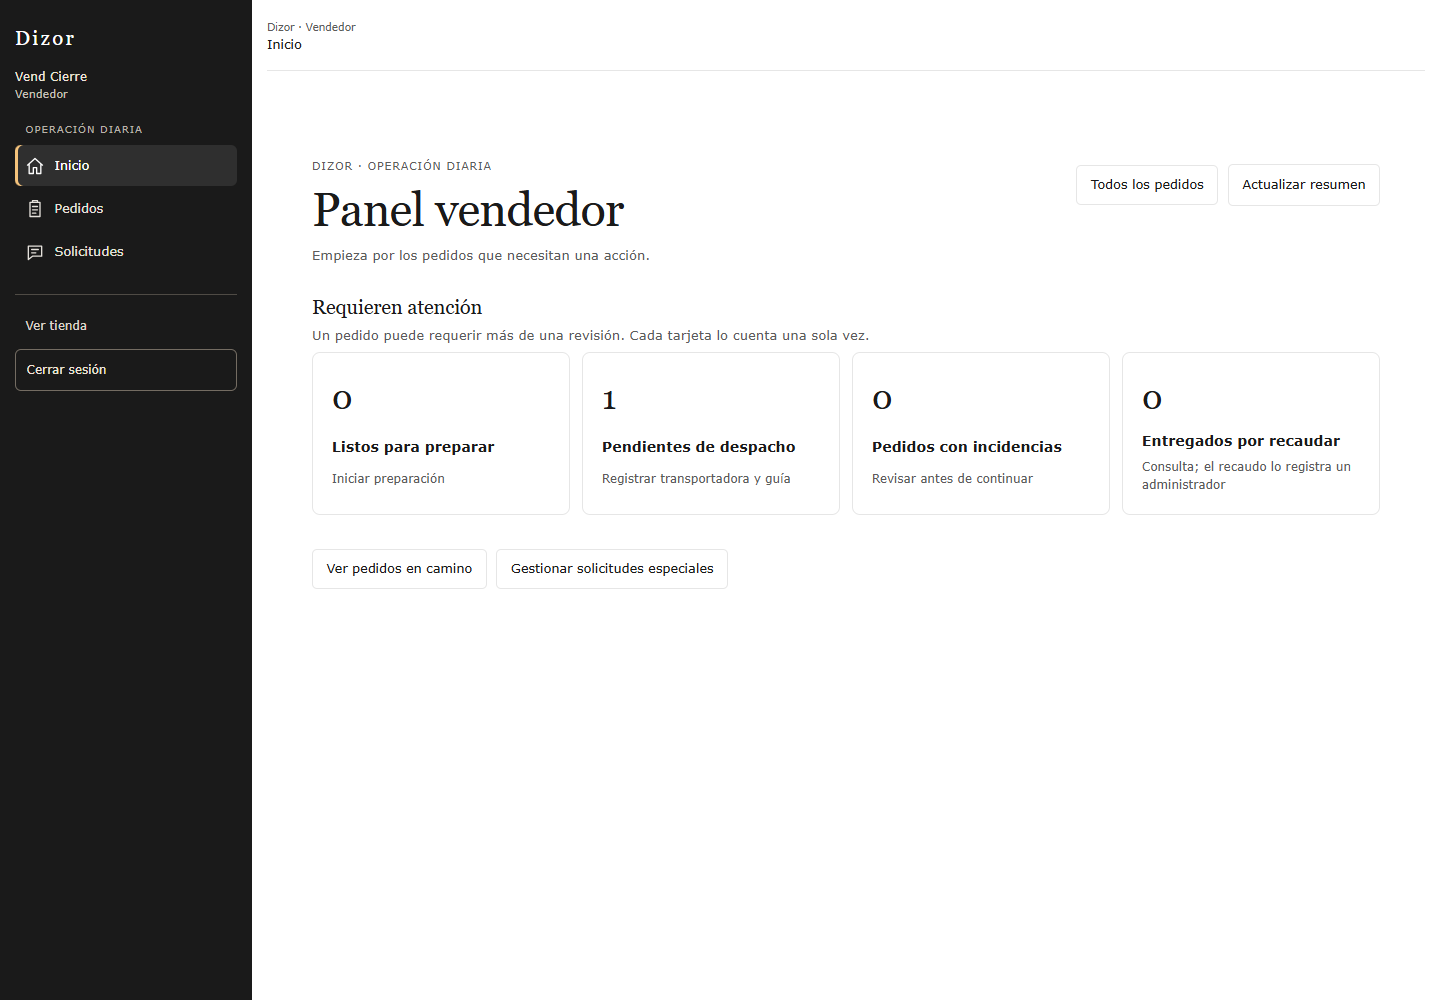 Dizor
Vend Cierre
Vendedor
OPERACIÓN DIARIA
Inicio
Pedidos
Solicitudes
Ver tienda
Cerrar sesión
Dizor · Vendedor
Inicio
DIZOR · OPERACIÓN DIARIA
Panel vendedor
Empieza por los pedidos que necesitan una acción.
Todos los pedidos
Actualizar resumen
Requieren atención
Un pedido puede requerir más de una revisión. Cada tarjeta lo cuenta una sola vez.
0
Listos para preparar
Iniciar preparación
1
Pendientes de despacho
Registrar transportadora y guía
0
Pedidos con incidencias
Revisar antes de continuar
0
Entregados por recaudar
Consulta; el recaudo lo registra un
administrador
Ver pedidos en camino
Gestionar solicitudes especiales